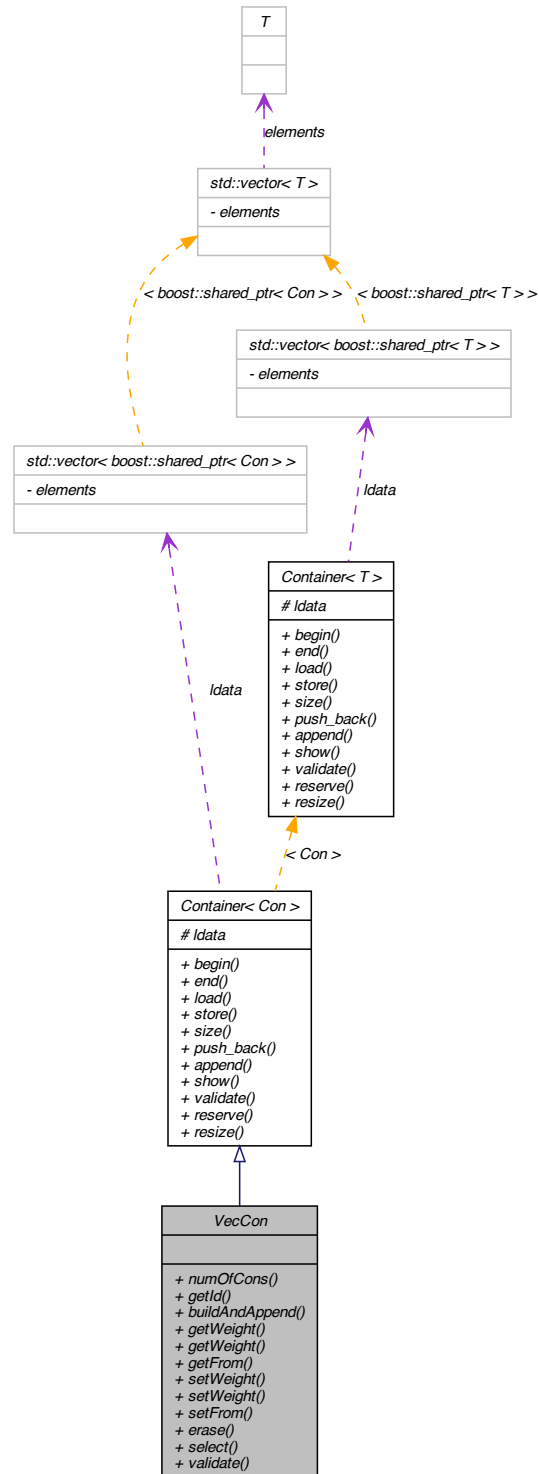 T
elements
std::vector< T >
- elements
< boost::shared_ptr< Con > >
< boost::shared_ptr< T > >
std::vector< boost::shared_ptr< T > >
- elements
std::vector< boost::shared_ptr< Con > >
- elements
ldata
Container< T >
# ldata
+ begin()
+ end()
+ load()
+ store()
+ size()
+ push_back()
+ append()
+ show()
+ validate()
+ reserve()
+ resize()
ldata
< Con >
Container< Con >
# ldata
+ begin()
+ end()
+ load()
+ store()
+ size()
+ push_back()
+ append()
+ show()
+ validate()
+ reserve()
+ resize()
VecCon
+ numOfCons()
+ getId()
+ buildAndAppend()
+ getWeight()
+ getWeight()
+ getFrom()
+ setWeight()
+ setWeight()
+ setFrom()
+ erase()
+ select()
+ validate()